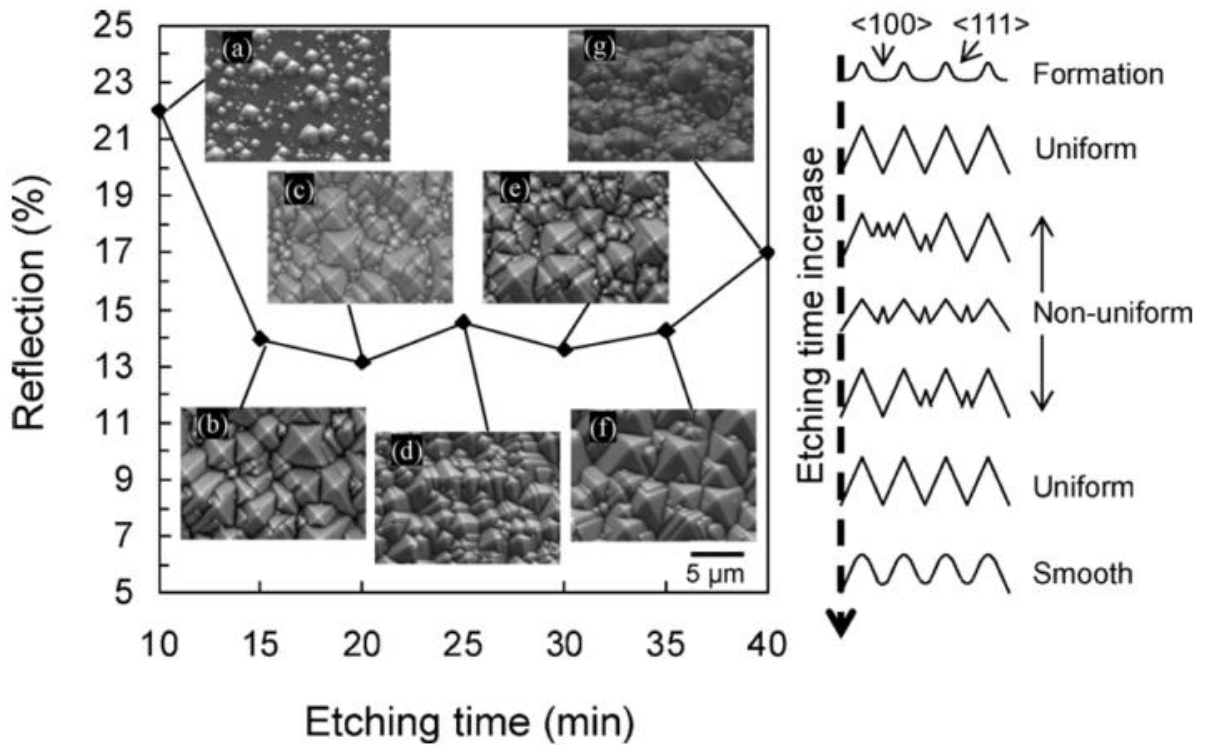 Reflection (%)
25
23
21
19
17
15
13
11
9
7
5
10 15 20 25 30 35 40
Etching time (min)
(a)
(g)
(c)
(e)
(b)
(d)
(f)
5 µm
<100> <111>
Etching time increase
Formation
Uniform
Non-uniform
Uniform
Smooth